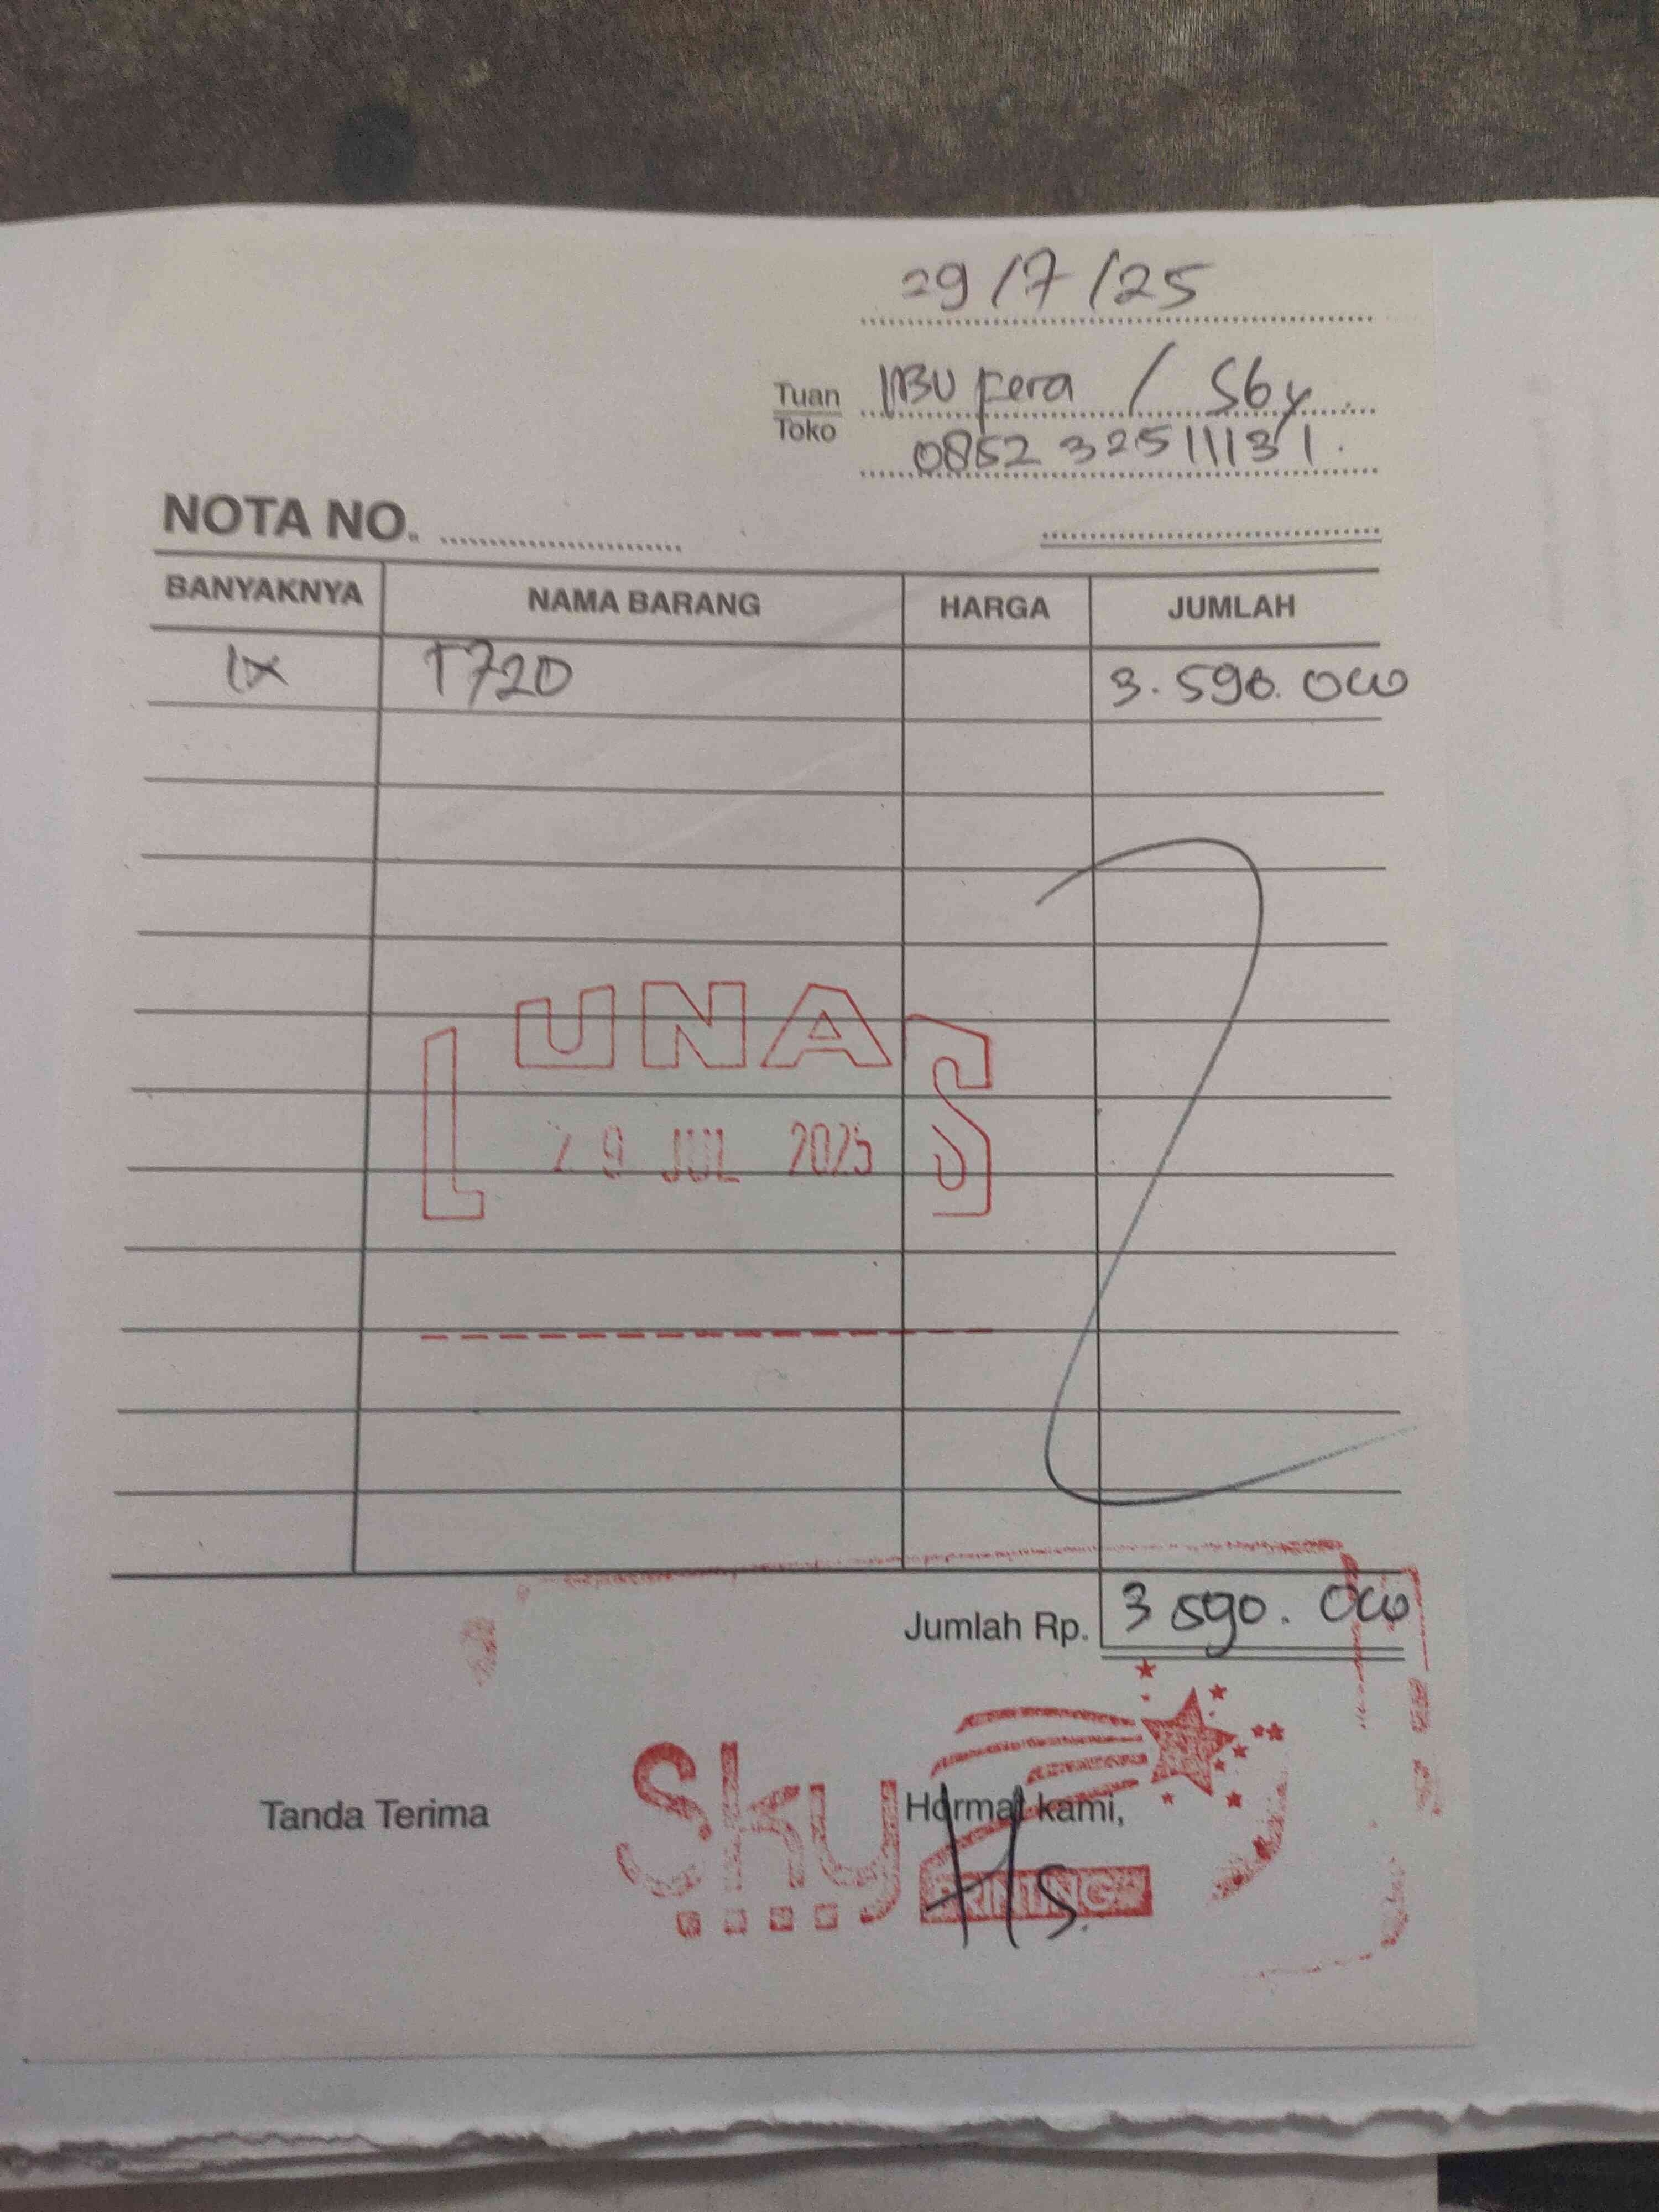 29/7/25
Tuan IBU Fera / Sby.
Toko 0852 32511131.
NOTA NO.
BANYAKNYA NAMA BARANG HARGA JUMLAH
1x T720 3.590.000
LUNAS
29 JUL 2025
Jumlah Rp. 3 590.000
Tanda Terima Hormat kami,
Sky
PRINTING
HS.